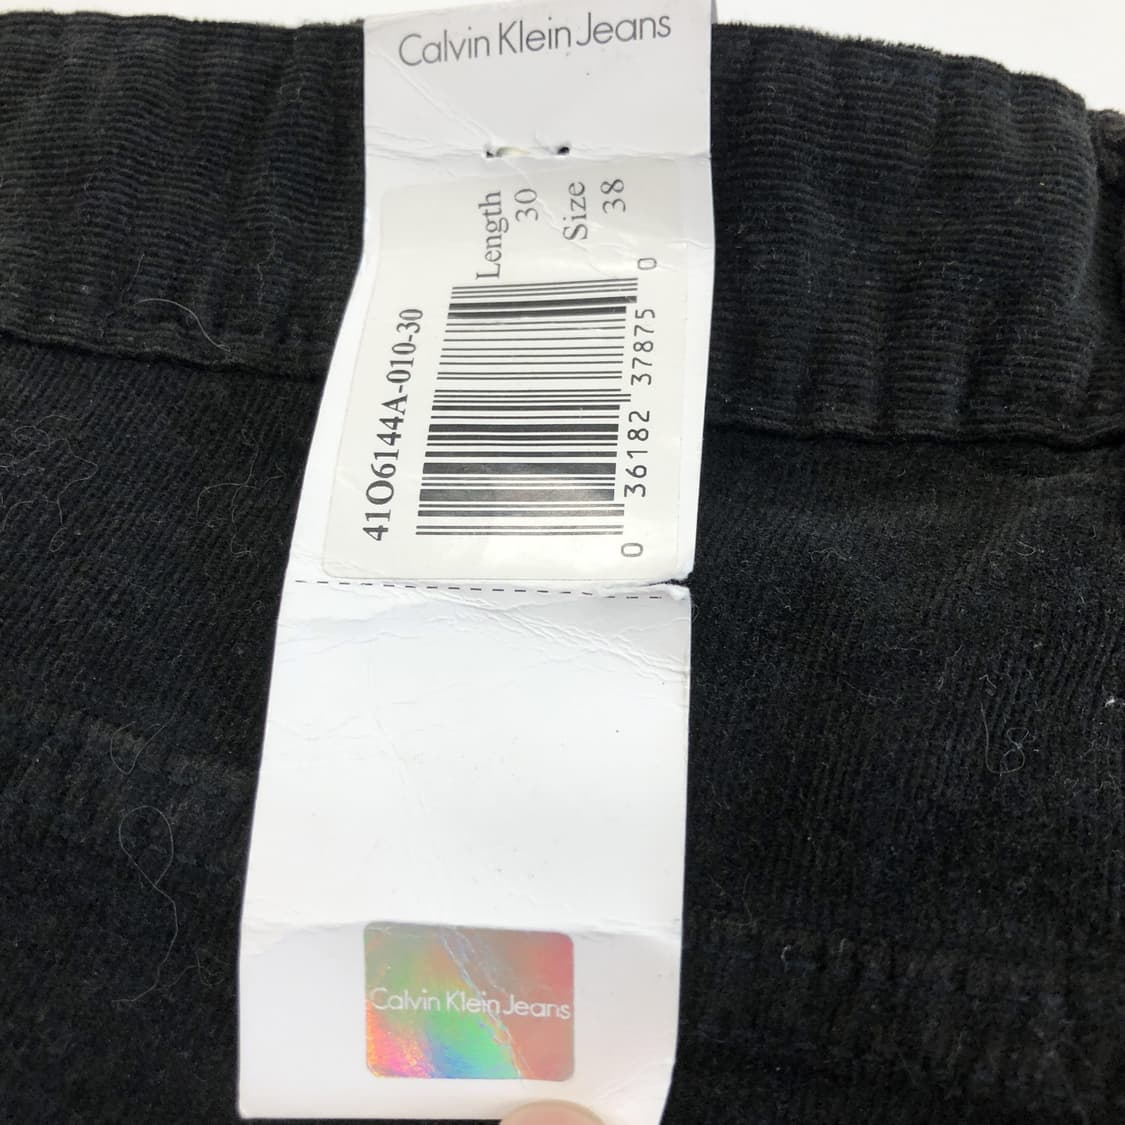 Calvin Klein Jeans
Length
30
Size
38
41O6144A-010-30
0 36182 37875 0
Calvin Klein Jeans